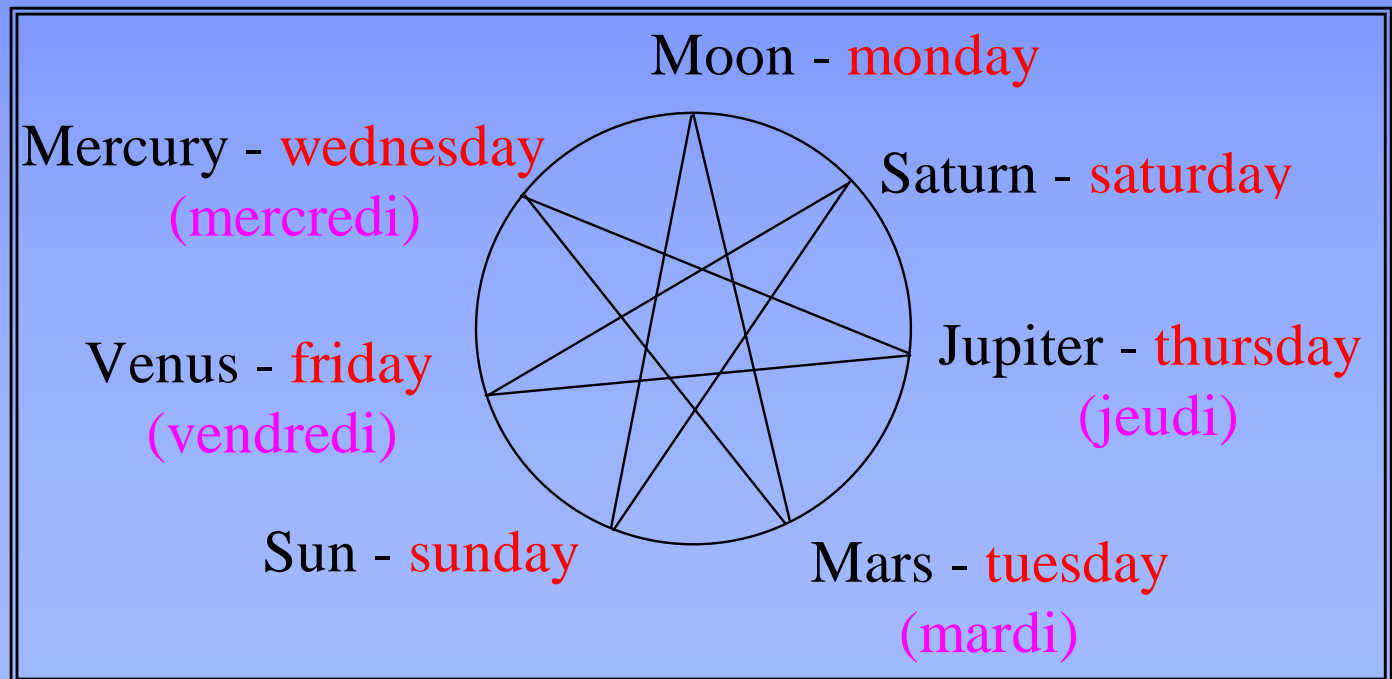 Moon - monday
Mercury - wednesday
(mercredi)
Saturn - saturday
Venus - friday
(vendredi)
Jupiter - thursday
(jeudi)
Sun - sunday
Mars - tuesday
(mardi)